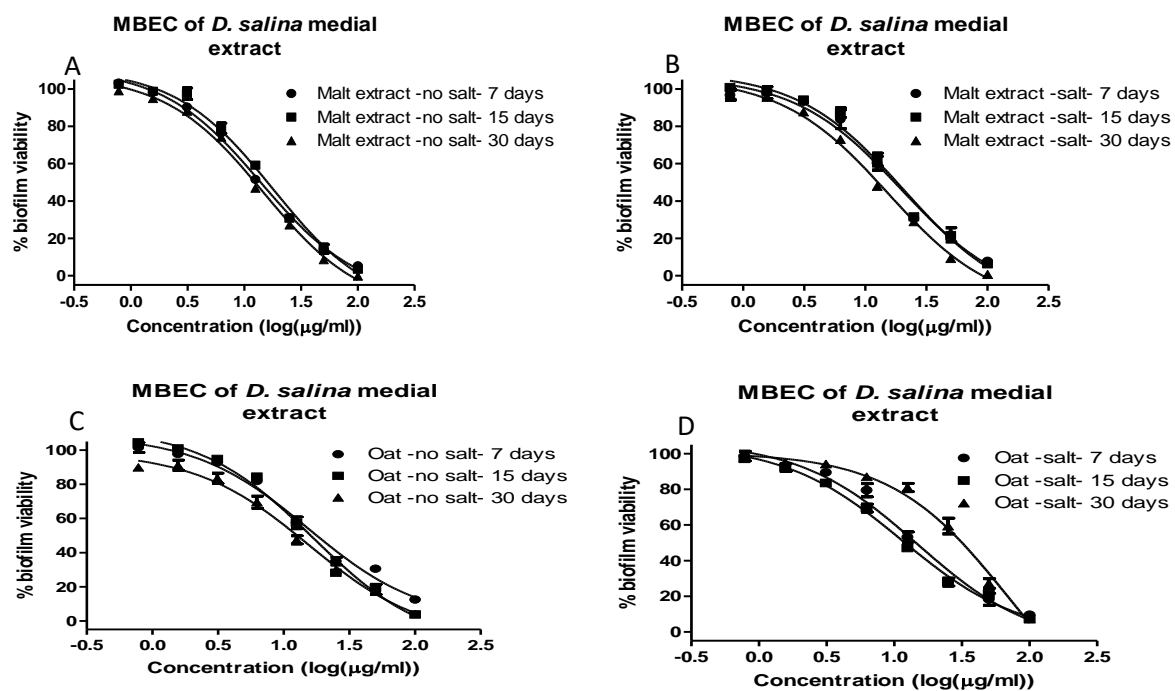 MBEC of D. salina medial
extract
A
Malt extract -no salt- 7 days
Malt extract -no salt- 15 days
Malt extract -no salt- 30 days
% biofilm viability
100
80
60
40
20
0
-0.5 0.0 0.5 1.0 1.5 2.0 2.5
Concentration (log(µg/ml))
MBEC of D. salina medial
extract
B
Malt extract -salt- 7 days
Malt extract -salt- 15 days
Malt extract -salt- 30 days
% biofilm viability
100
80
60
40
20
0
-0.5 0.0 0.5 1.0 1.5 2.0 2.5
Concentration (log(µg/ml))
MBEC of D. salina medial
extract
C
Oat -no salt- 7 days
Oat -no salt- 15 days
Oat -no salt- 30 days
% biofilm viability
100
80
60
40
20
0
-0.5 0.0 0.5 1.0 1.5 2.0 2.5
Concentration (log(µg/ml))
MBEC of D. salina medial
extract
D
Oat -salt- 7 days
Oat -salt- 15 days
Oat -salt- 30 days
% biofilm viability
100
80
60
40
20
0
-0.5 0.0 0.5 1.0 1.5 2.0 2.5
Concentration (log(µg/ml))